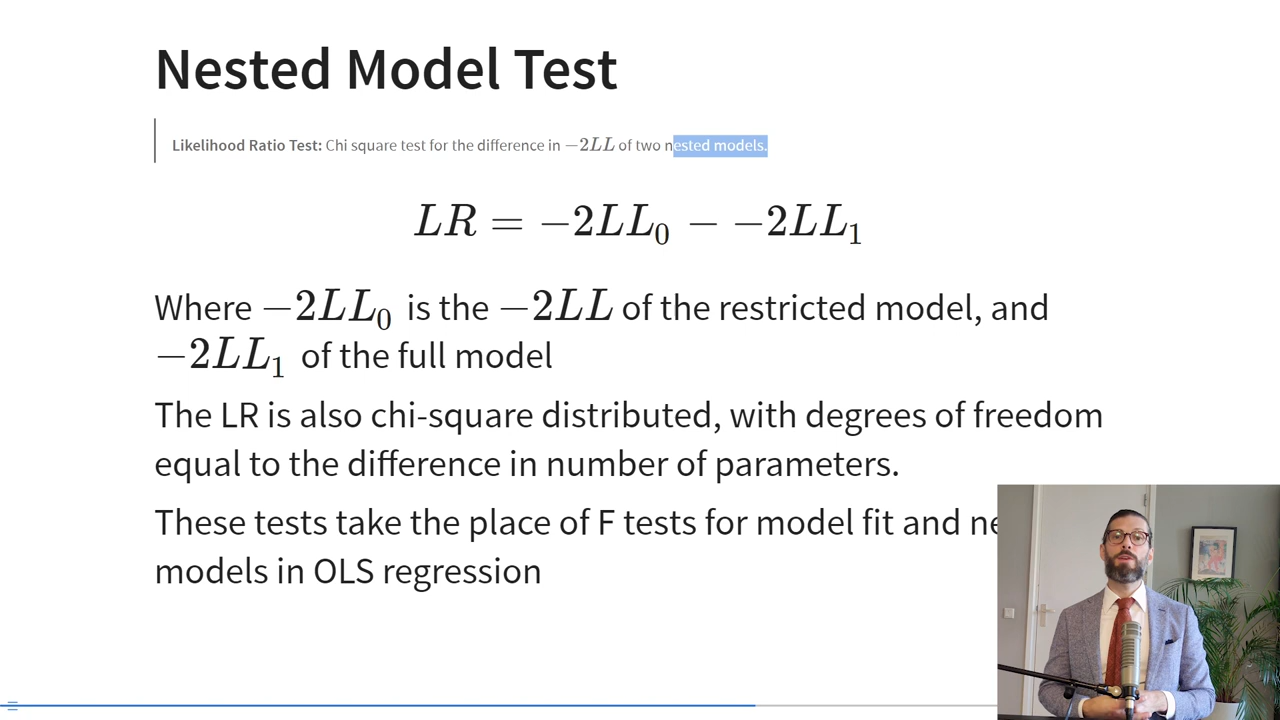 Nested Model Test
Likelihood Ratio Test: Chi square test for the difference in −2LL of two nested models.
LR = −2LL₀ − −2LL₁
Where −2LL₀ is the −2LL of the restricted model, and
−2LL₁ of the full model
The LR is also chi-square distributed, with degrees of freedom
equal to the difference in number of parameters.
These tests take the place of F tests for model fit and
models in OLS regression